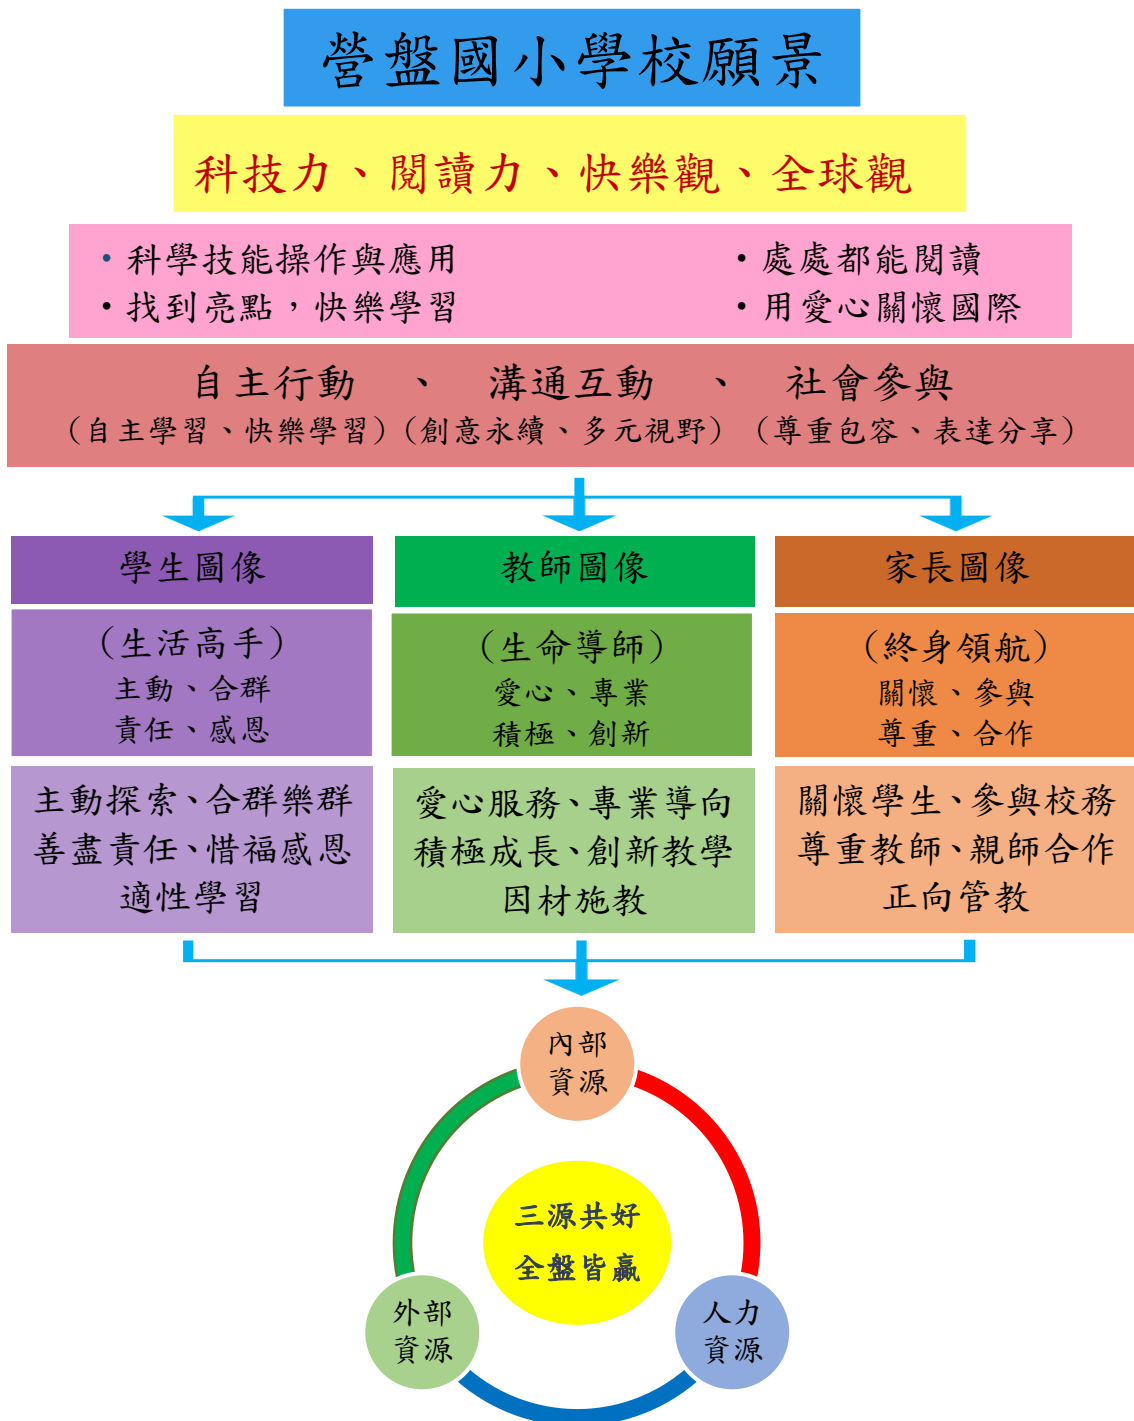 營盤國小學校願景
科技力、閱讀力、快樂觀、全球觀
•科學技能操作與應用
•處處都能閱讀
•找到亮點，快樂學習
•用愛心關懷國際
自主行動 、 溝通互動 、 社會參與
（自主學習、快樂學習）（創意永續、多元視野）（尊重包容、表達分享）
學生圖像
（生活高手）
主動、合群
責任、感恩
主動探索、合群樂群
善盡責任、惜福感恩
適性學習
教師圖像
（生命導師）
愛心、專業
積極、創新
愛心服務、專業導向
積極成長、創新教學
因材施教
家長圖像
（終身領航）
關懷、參與
尊重、合作
關懷學生、參與校務
尊重教師、親師合作
正向管教
內部
資源
三源共好
全盤皆贏
外部
資源
人力
資源